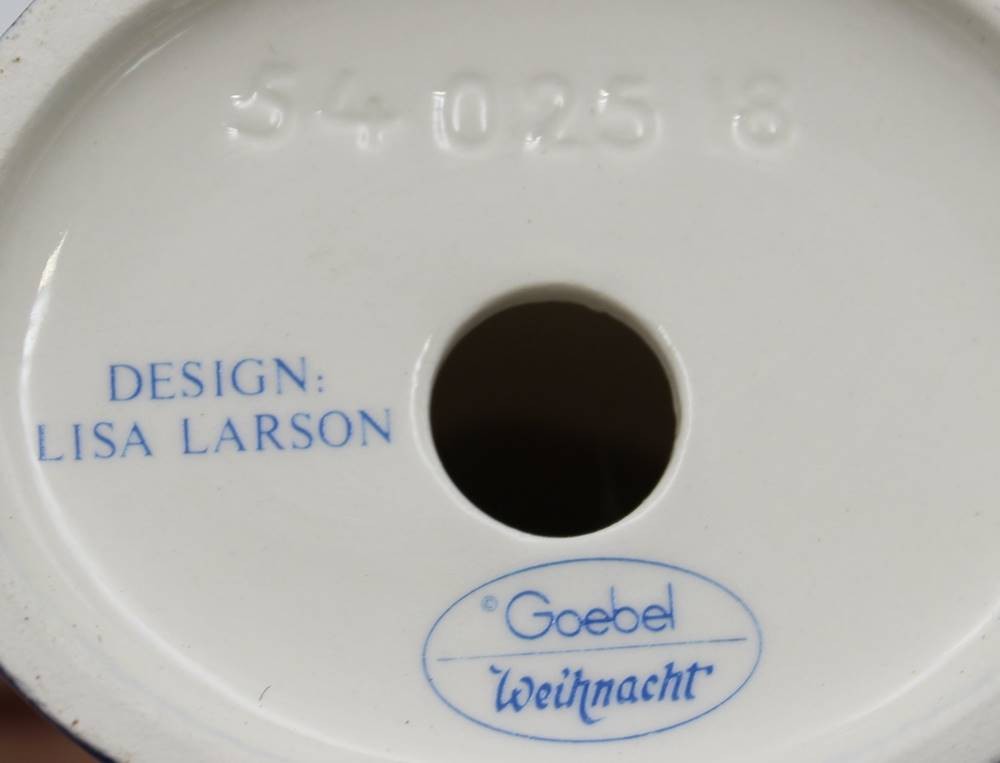 54 025 18
DESIGN:
LISA LARSON
© Goebel
Weihnacht